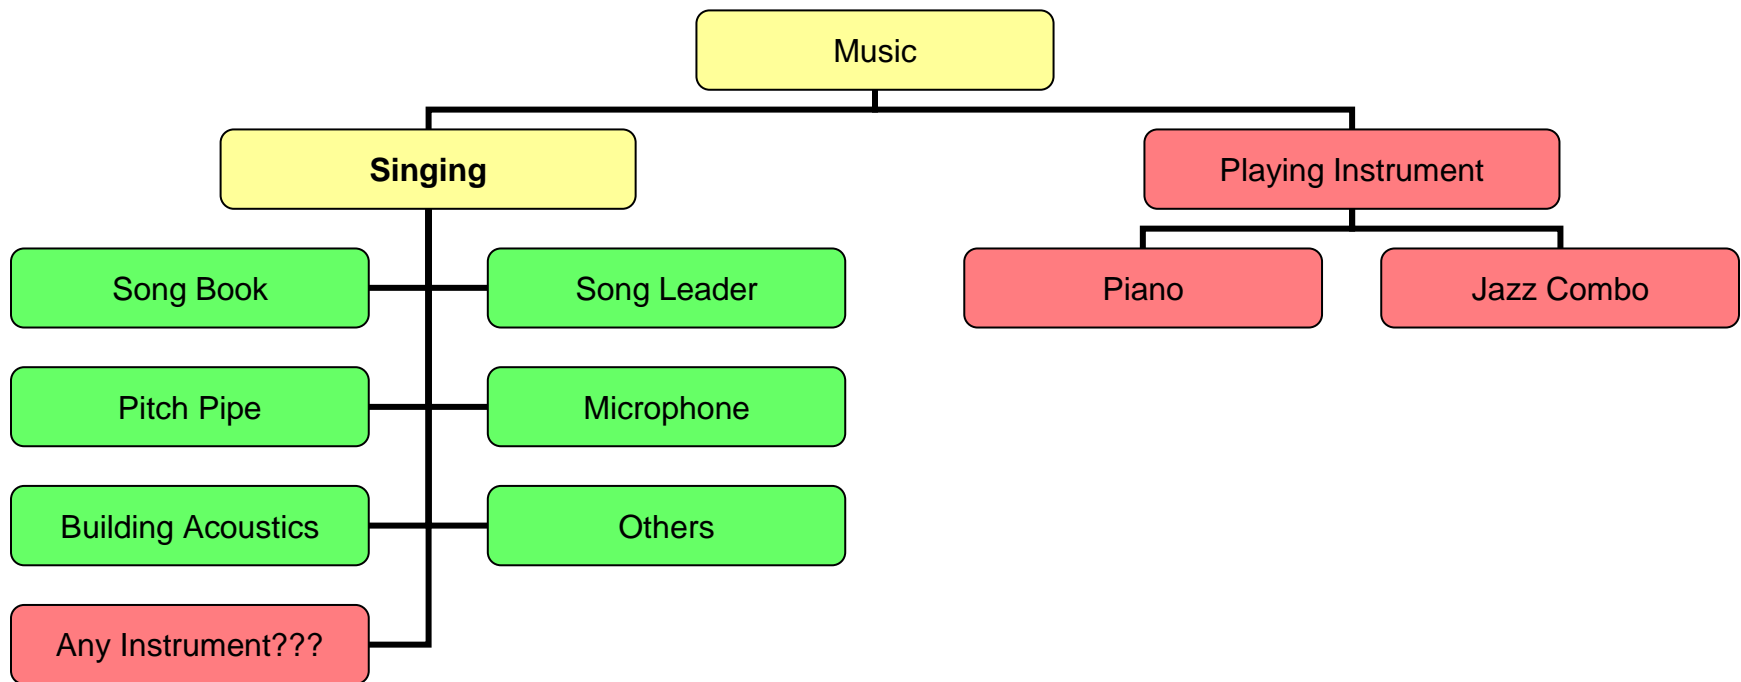 Music
Singing
Playing Instrument
Song Book
Song Leader
Piano
Jazz Combo
Pitch Pipe
Microphone
Building Acoustics
Others
Any Instrument???